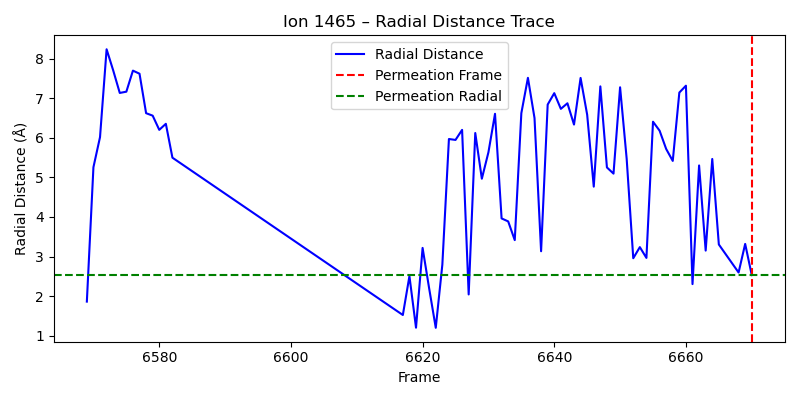 Ion 1465 – Radial Distance Trace
Radial Distance
Permeation Frame
Permeation Radial
Radial Distance (Å)
8
7
6
5
4
3
2
1
6580
6600
6620
6640
6660
Frame